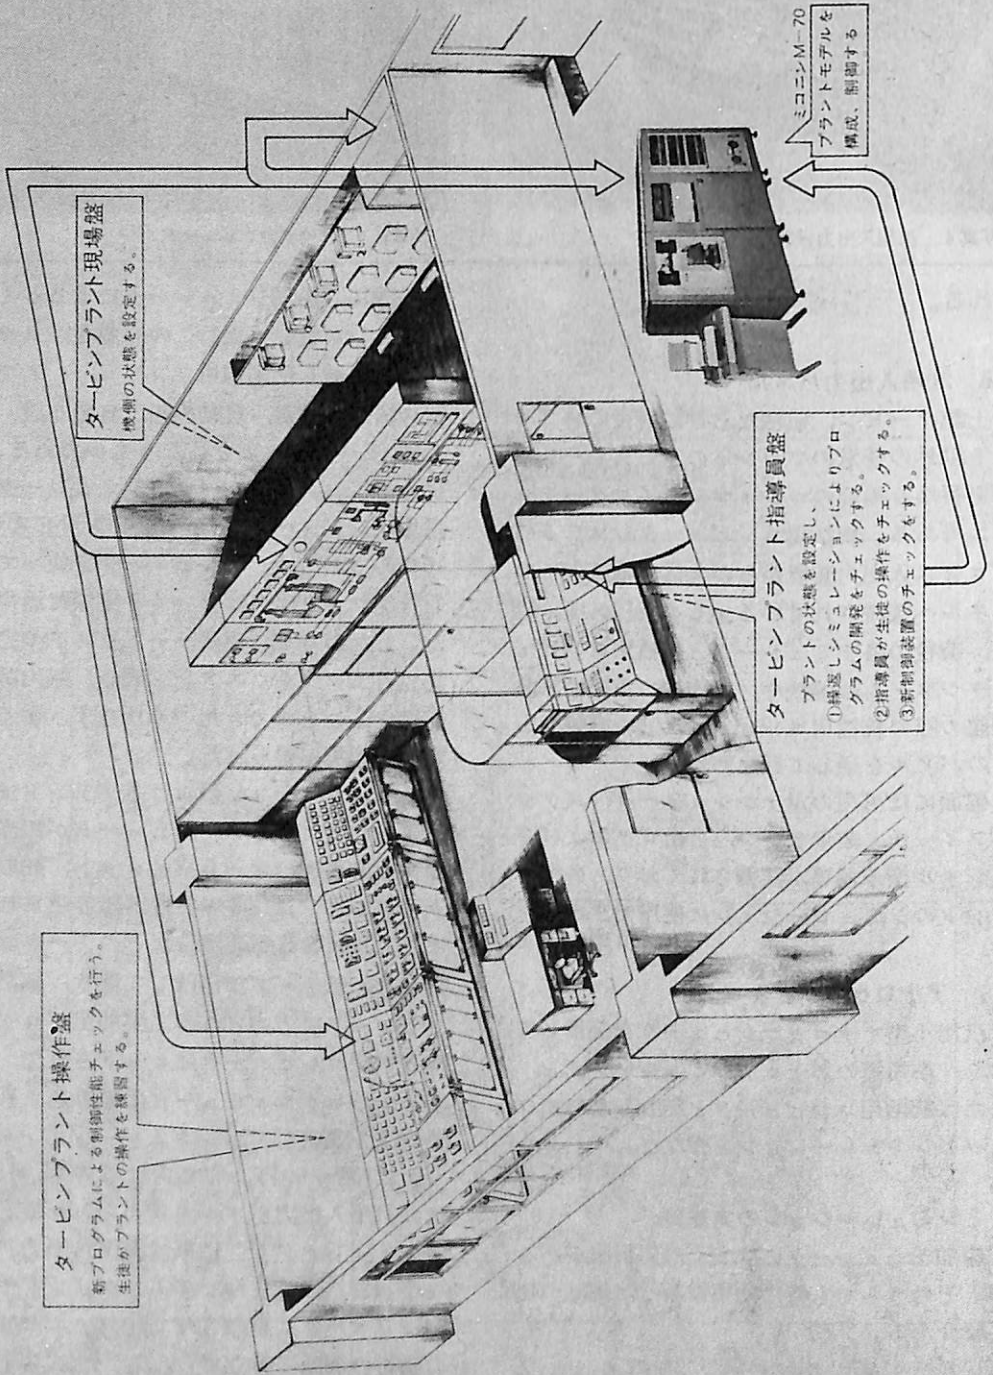 タービンプラント操作盤
新プログラムによる制御性能チェックを行う。
生徒がプラントの操作を練習する。
タービンプラント現場盤
機側の状態を設定する。
タービンプラント指導員盤
プラントの状態を設定し、
①繰返しシミュレーションによりプロ
グラムの開発をチェックする。
②指導員が生徒の操作をチェックする。
③新制御装置のチェックをする。
ミニコンM-70
プラントモデルを
構成、制御する